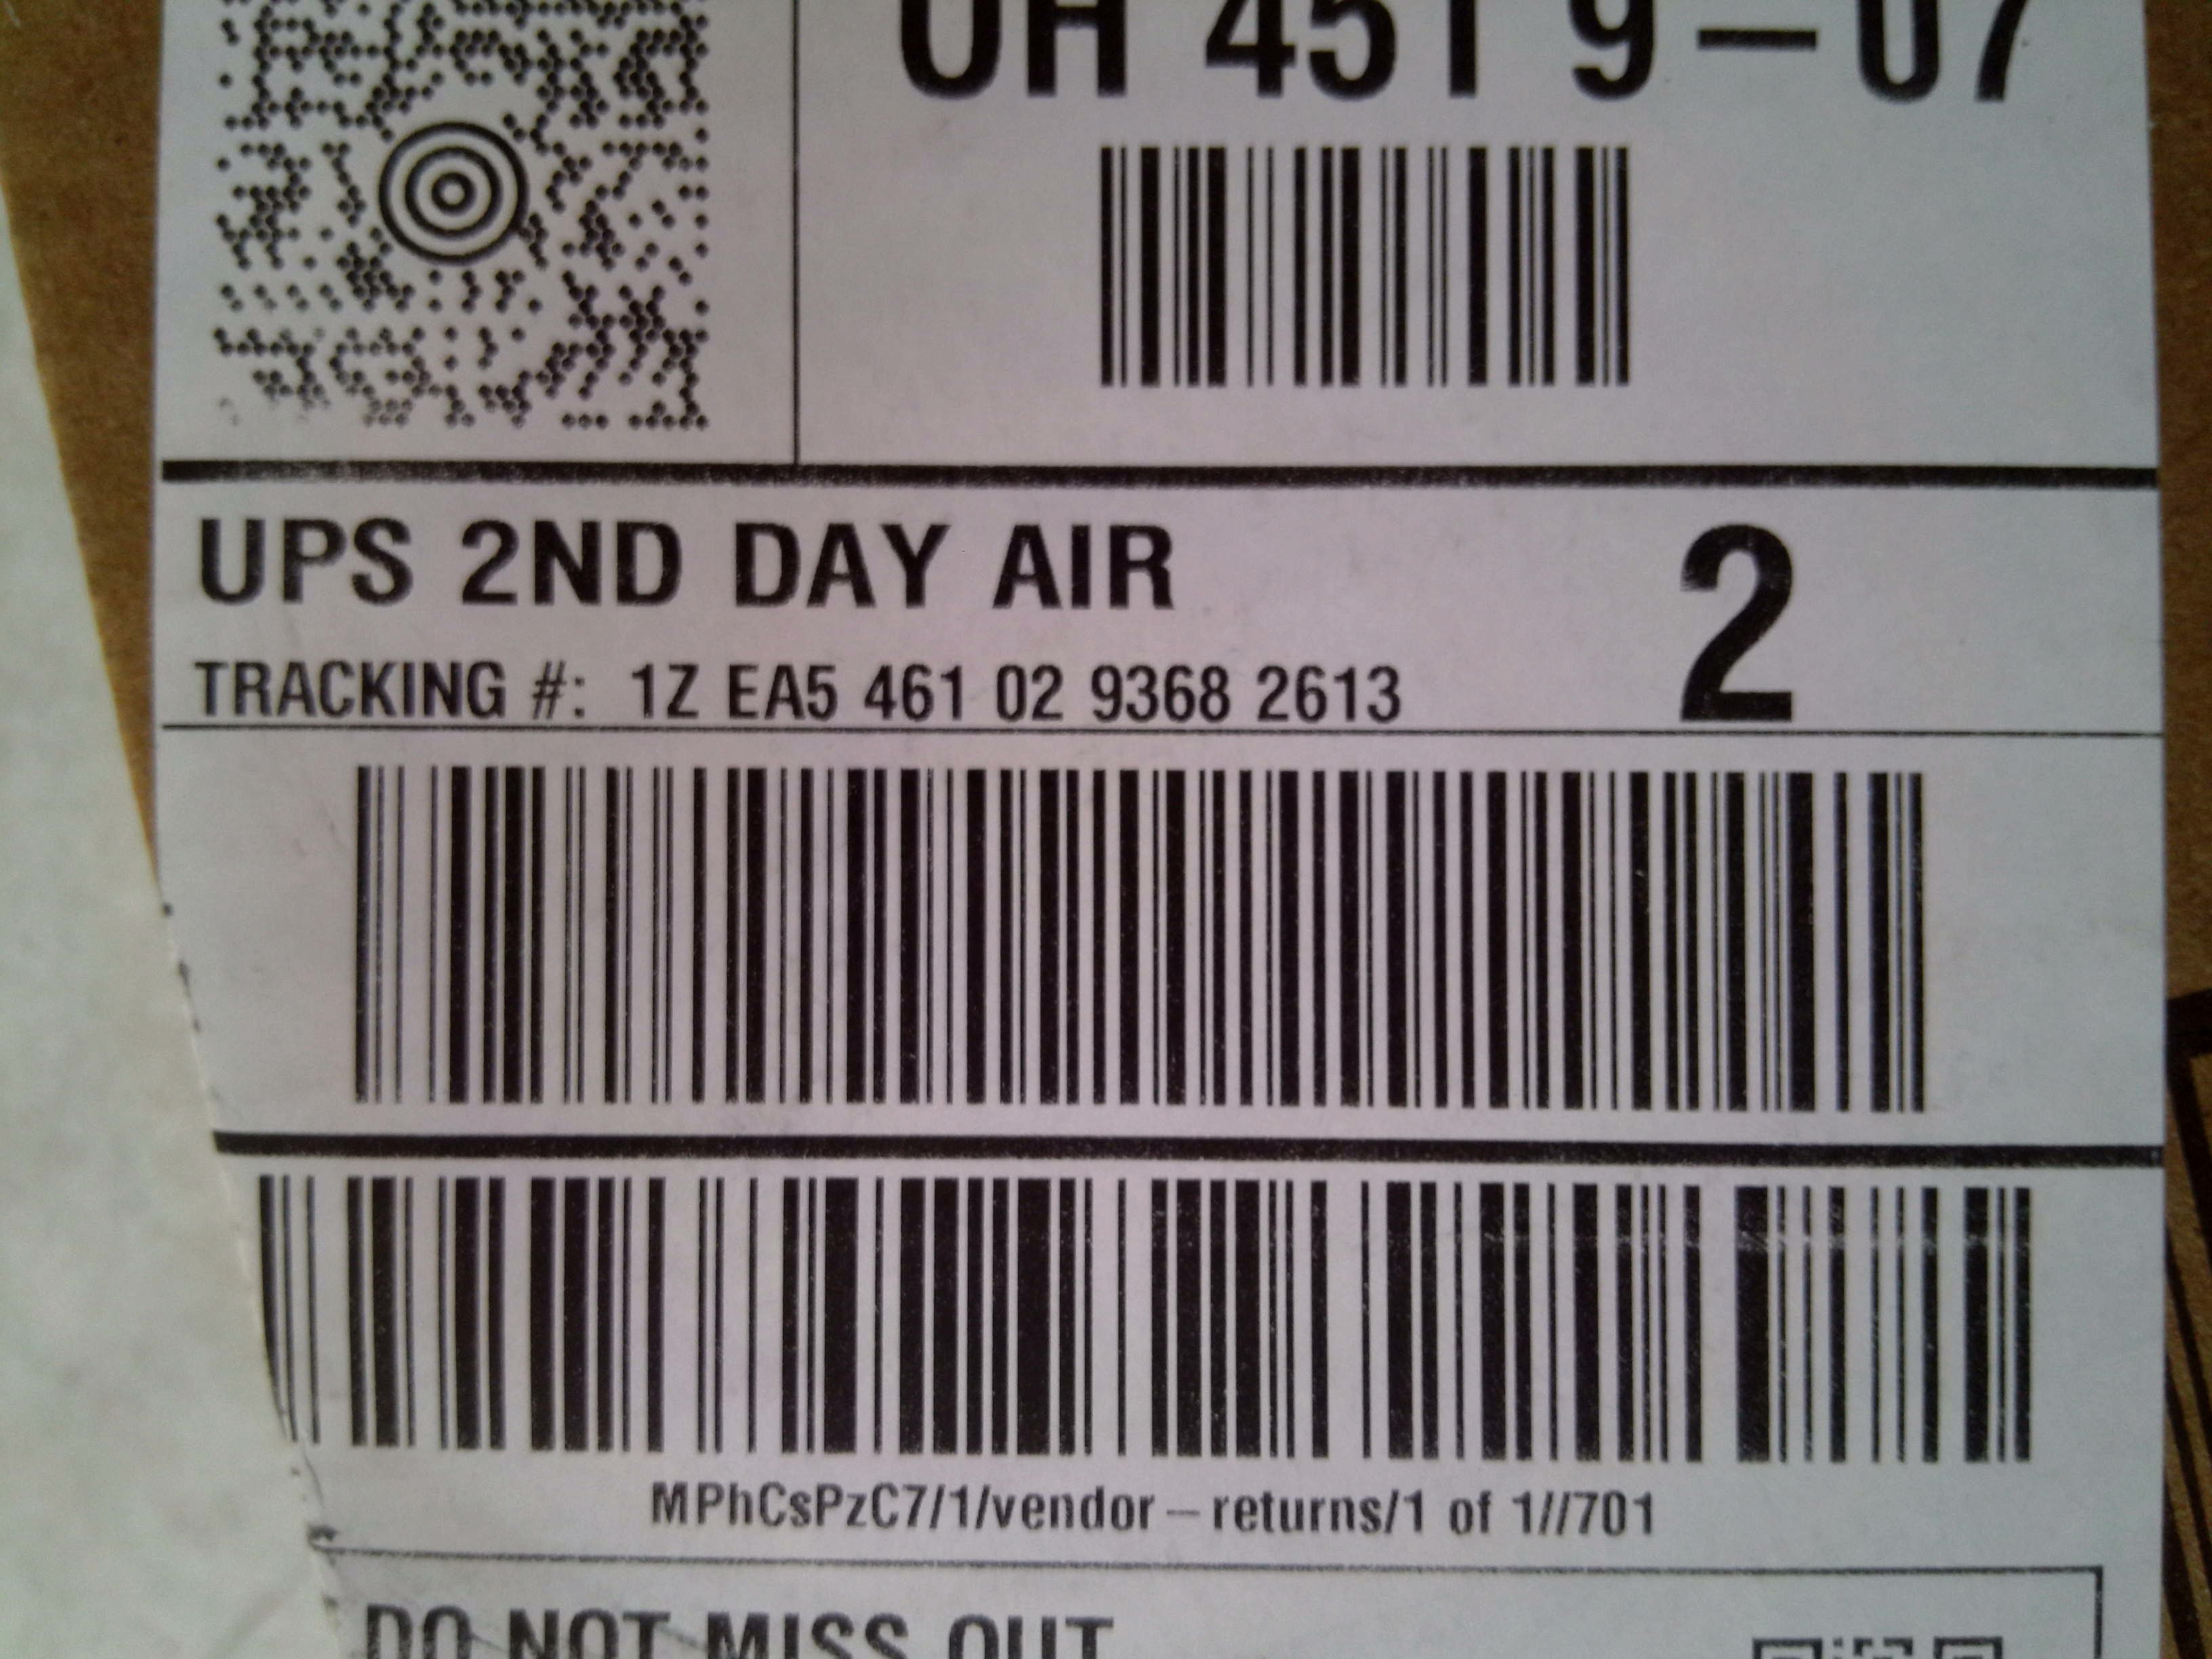 OH 451 9-07
UPS 2ND DAY AIR
2
TRACKING #: 1Z EA5 461 02 9368 2613
MPhCsPzC7/1/vendor-returns/1 of 1//701
DO NOT MISS OUT